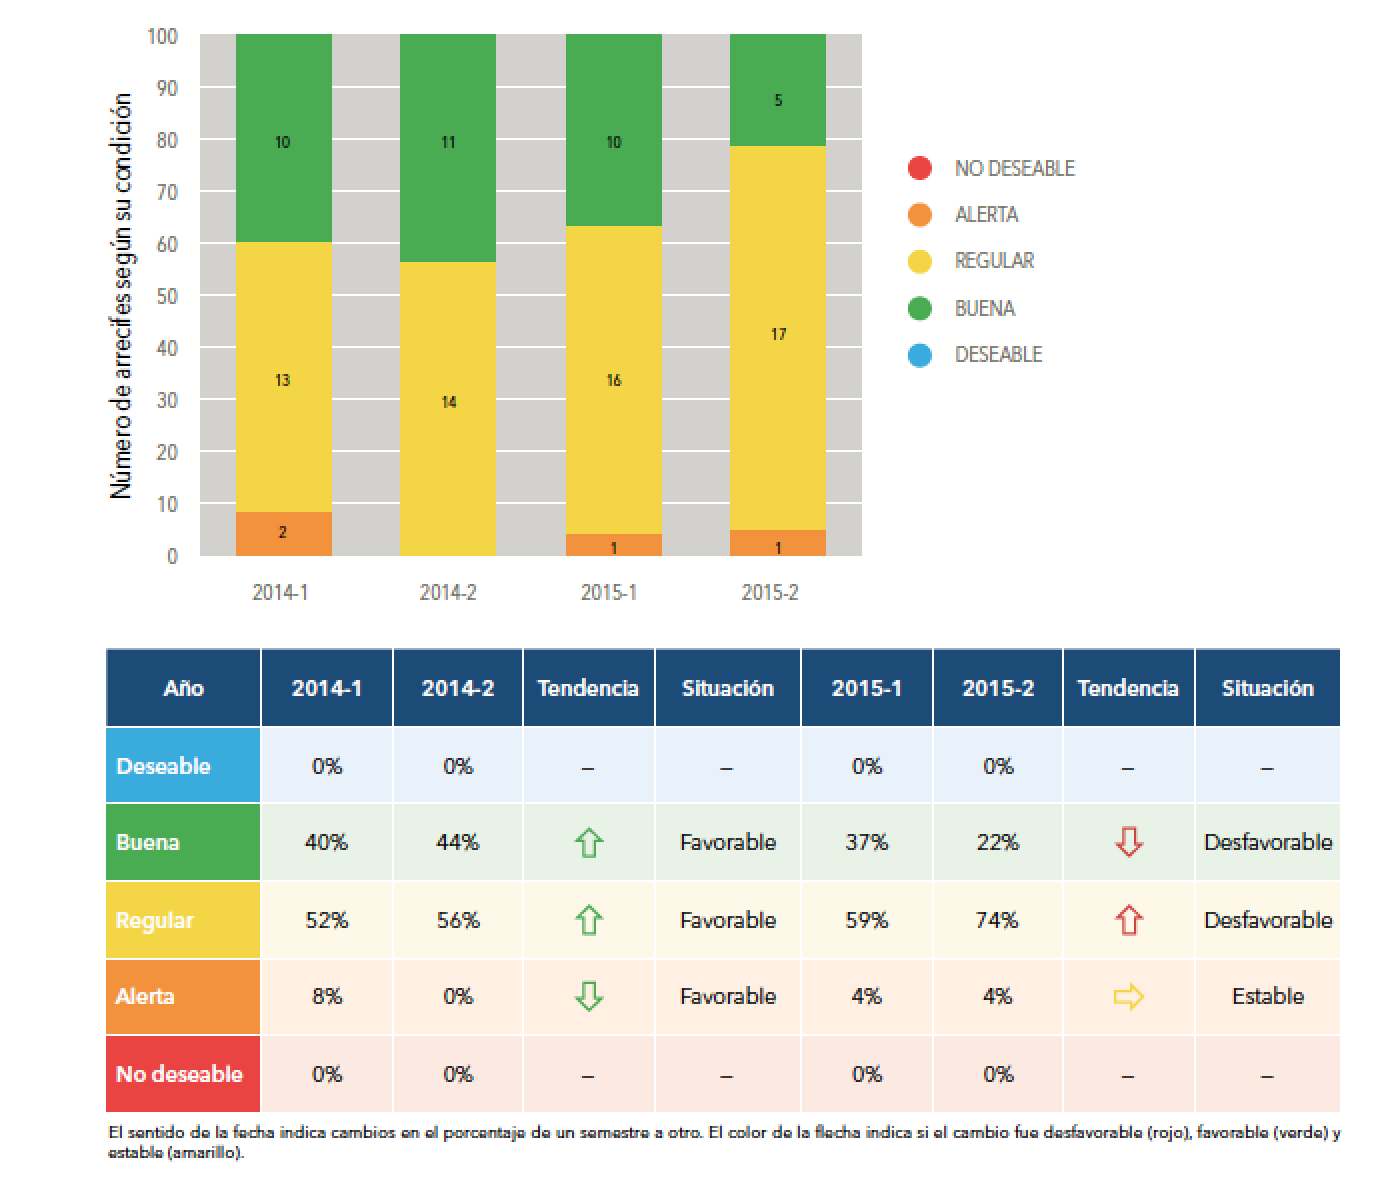 Número de arrecifes según su condición
100
90
80
70
60
50
40
30
20
10
0
10
11
10
5
13
14
16
17
2
1
1
2014-1
2014-2
2015-1
2015-2
NO DESEABLE
ALERTA
REGULAR
BUENA
DESEABLE
Año 2014-1 2014-2 Tendencia Situación 2015-1 2015-2 Tendencia Situación
Deseable 0% 0% – – 0% 0% – –
Buena 40% 44% Favorable 37% 22% Desfavorable
Regular 52% 56% Favorable 59% 74% Desfavorable
Alerta 8% 0% Favorable 4% 4% Estable
No deseable 0% 0% – – 0% 0% – –
El sentido de la fecha indica cambios en el porcentaje de un semestre a otro. El color de la flecha indica si el cambio fue desfavorable (rojo), favorable (verde) y
estable (amarillo).